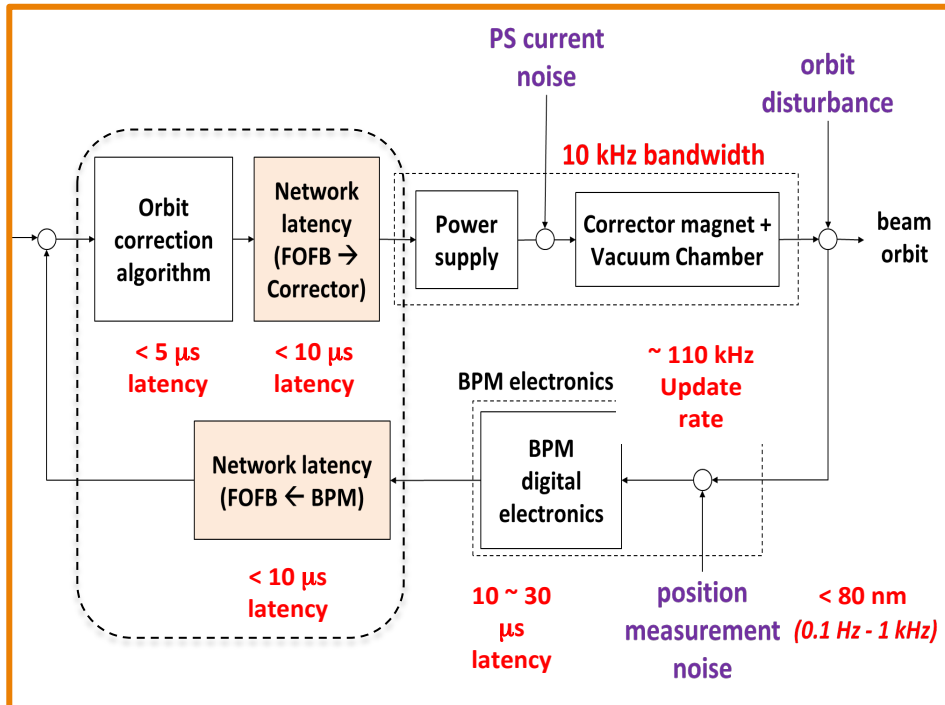 PS current
noise
orbit
disturbance
10 kHz bandwidth
Orbit
correction
algorithm
Network
latency
(FOFB →
Corrector)
Power
supply
Corrector magnet +
Vacuum Chamber
beam
orbit
< 5 μs
latency
< 10 μs
latency
~ 110 kHz
Update
rate
BPM electronics
Network latency
(FOFB ← BPM)
BPM
digital
electronics
< 10 μs
latency
10 ~ 30
μs
latency
position
measurement
noise
< 80 nm
(0.1 Hz - 1 kHz)